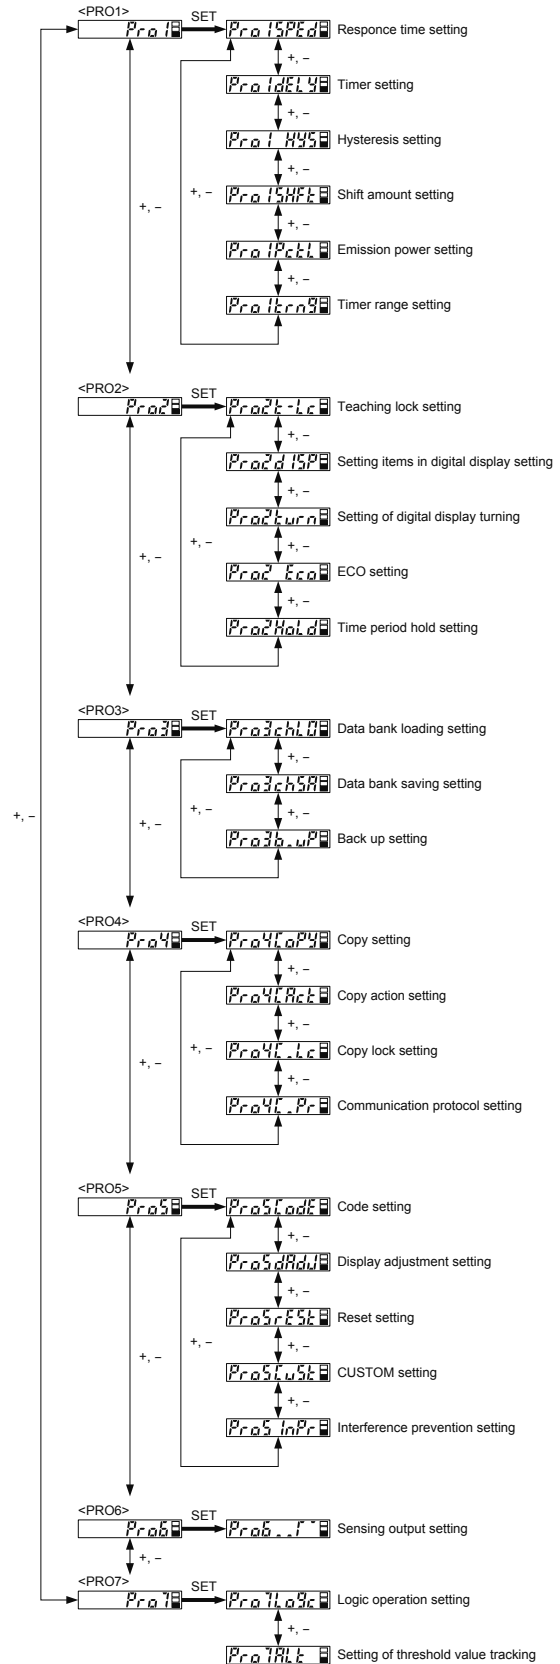 <PRO1>
Pro1 SET Pro1SPEd Responce time setting
+, −
Pro1dELY Timer setting
+, −
Pro1 HYS Hysteresis setting
+, −
+, − +, − Pro1SHFt Shift amount setting
+, −
Pro1PctL Emission power setting
+, −
Pro1trng Timer range setting
<PRO2>
Pro2 SET Pro2t-Lc Teaching lock setting
+, −
Pro2dISP Setting items in digital display setting
+, −
Pro2turn Setting of digital display turning
+, − +, − +, −
Pro2 Eco ECO setting
+, −
Pro2HoLd Time period hold setting
<PRO3>
Pro3 SET Pro3chLO Data bank loading setting
+, −
Pro3chSA Data bank saving setting
+, − +, − +, − +, −
Pro3b_uP Back up setting
<PRO4>
Pro4 SET Pro4CoPY Copy setting
+, −
Pro4CAct Copy action setting
+, − +, − +, −
Pro4C_Lc Copy lock setting
+, −
Pro4C_Pr Communication protocol setting
<PRO5>
Pro5 SET Pro5CodE Code setting
+, −
Pro5dAdJ Display adjustment setting
+, −
Pro5rESt Reset setting
+, − +, − +, −
Pro5CuSt CUSTOM setting
+, −
Pro5 InPr Interference prevention setting
<PRO6>
Pro6 SET Sensing output setting
+, −
<PRO7>
Pro7 SET Pro7Logc Logic operation setting
+, −
Pro7ALt Setting of threshold value tracking